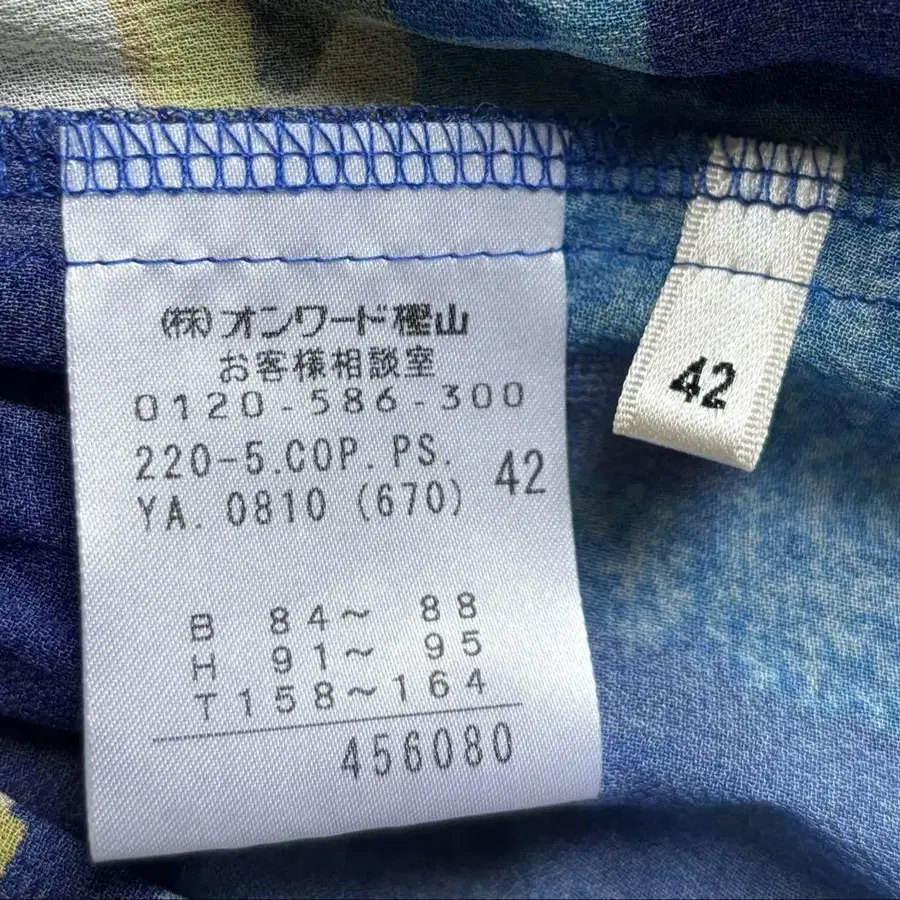 (株)オンワード樫山
お客様相談室
0120-586-300
220-5.COP.PS.
YA.0810 (670)
42
B 84~ 88
H 91~ 95
T158~164
456080
42